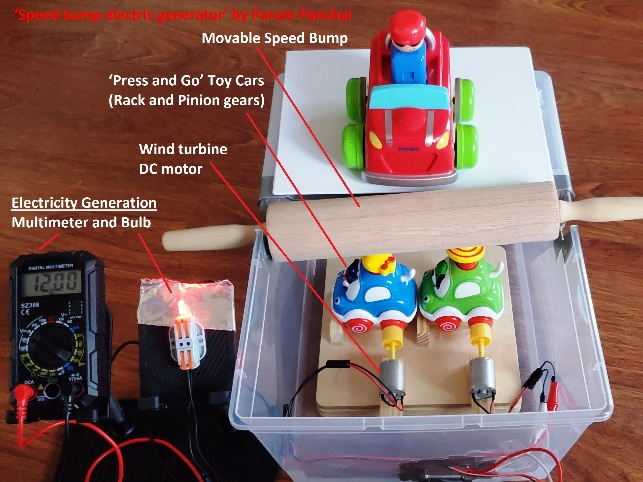 'Speed bump electric generator' by Param Panchal
Movable Speed Bump
'Press and Go' Toy Cars
(Rack and Pinion gears)
Wind turbine
DC motor
Electricity Generation
Multimeter and Bulb
DIGITAL MULTIMETER
12.00
SZ308
CE